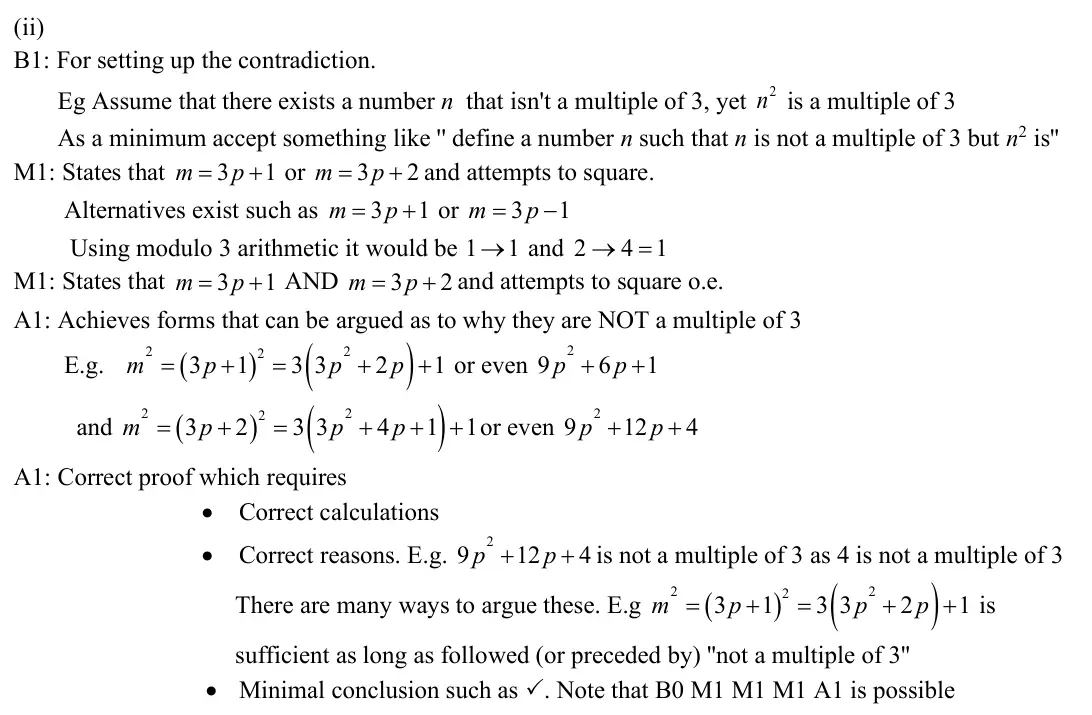 (ii)
B1: For setting up the contradiction.
Eg Assume that there exists a number n that isn't a multiple of 3, yet n² is a multiple of 3
As a minimum accept something like " define a number n such that n is not a multiple of 3 but n² is"
M1: States that m = 3p + 1 or m = 3p + 2 and attempts to square.
Alternatives exist such as m = 3p + 1 or m = 3p − 1
Using modulo 3 arithmetic it would be 1 → 1 and 2 → 4 = 1
M1: States that m = 3p + 1 AND m = 3p + 2 and attempts to square o.e.
A1: Achieves forms that can be argued as to why they are NOT a multiple of 3
E.g. m² = (3p + 1)² = 3(3p² + 2p) + 1 or even 9p² + 6p + 1
and m² = (3p + 2)² = 3(3p² + 4p + 1) + 1 or even 9p² + 12p + 4
A1: Correct proof which requires
• Correct calculations
• Correct reasons. E.g. 9p² + 12p + 4 is not a multiple of 3 as 4 is not a multiple of 3
There are many ways to argue these. E.g m² = (3p + 1)² = 3(3p² + 2p) + 1 is
sufficient as long as followed (or preceded by) "not a multiple of 3"
• Minimal conclusion such as ✓. Note that B0 M1 M1 M1 A1 is possible